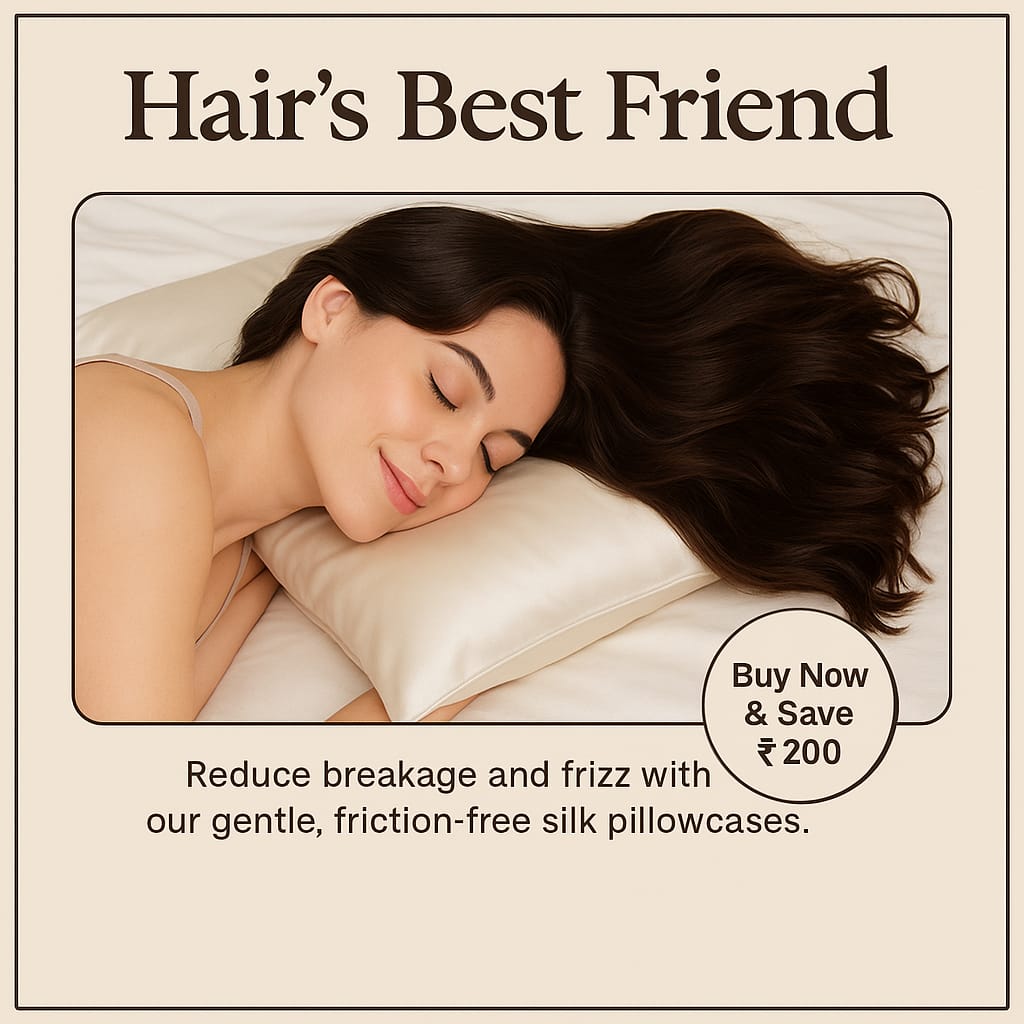 Hair’s Best Friend
Buy Now
& Save
₹ 200
Reduce breakage and frizz with
our gentle, friction-free silk pillowcases.